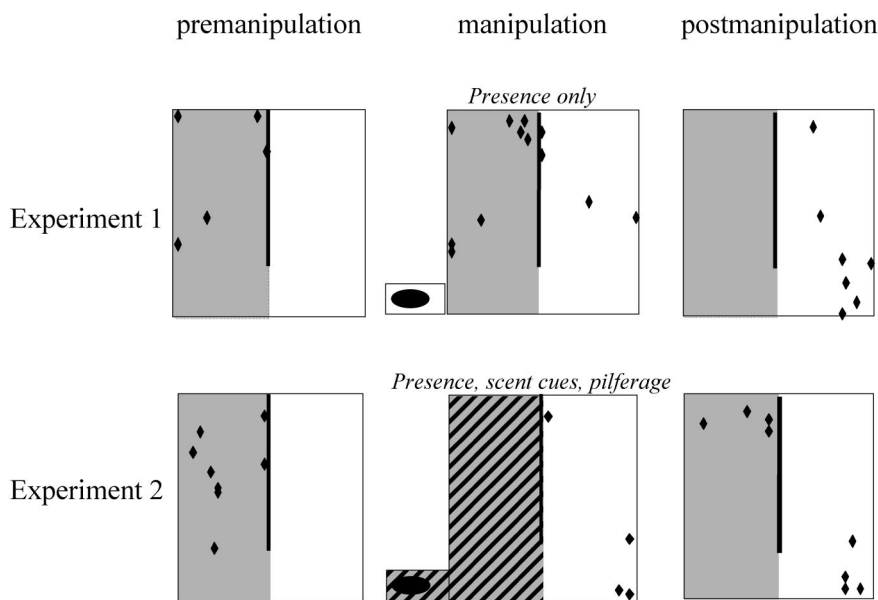 premanipulation manipulation postmanipulation
Presence only
Experiment 1
Presence, scent cues, pilferage
Experiment 2